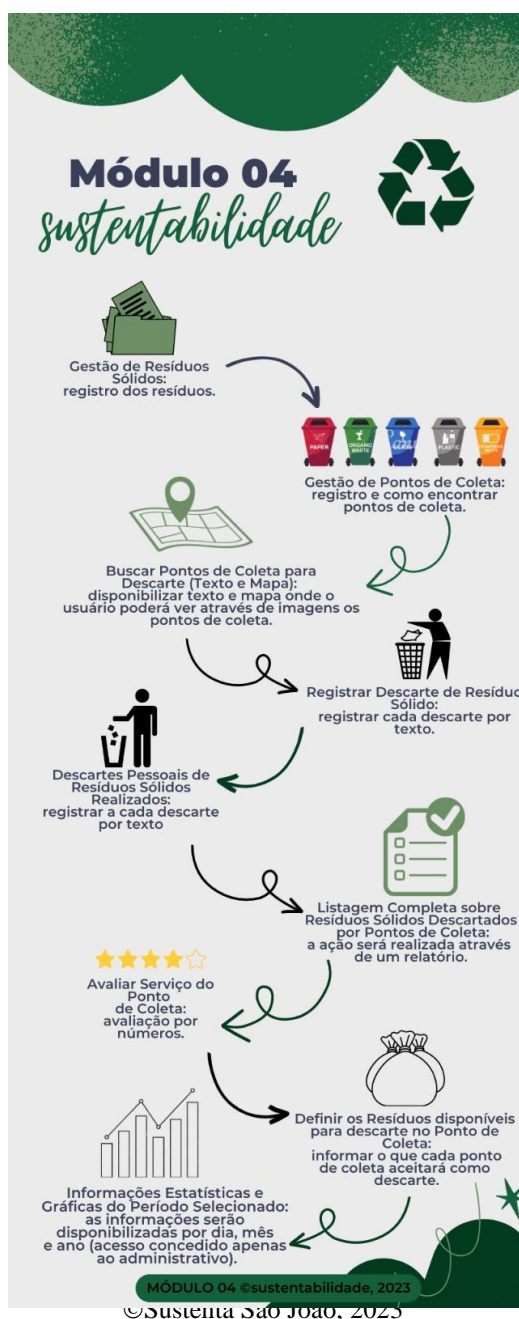 Módulo 04
sustentabilidade
Gestão de Resíduos
Sólidos:
registro dos resíduos.
PAPER
ORGANIC
WASTE
PLASTIC
Gestão de Pontos de Coleta:
registro e como encontrar
pontos de coleta.
Buscar Pontos de Coleta para
Descarte (Texto e Mapa):
disponibilizar texto e mapa onde o
usuário poderá ver através de imagens os
pontos de coleta.
Registrar Descarte de Resíduo
Sólido:
registrar cada descarte por
texto.
Descartes Pessoais de
Resíduos Sólidos
Realizados:
registrar a cada descarte
por texto
Listagem Completa sobre
Resíduos Sólidos Descartados
por Pontos de Coleta:
a ação será realizada através
de um relatório.
Avaliar Serviço do
Ponto
de Coleta:
avaliação por
números.
Definir os Resíduos disponíveis
para descarte no Ponto de
Coleta:
informar o que cada ponto
de coleta aceitará como
descarte.
Informações Estatísticas e
Gráficas do Período Selecionado:
as informações serão
disponibilizadas por dia, mês
e ano (acesso concedido apenas
ao administrativo).
MÓDULO 04 ©sustentabilidade, 2023
©Sustenta São João, 2023